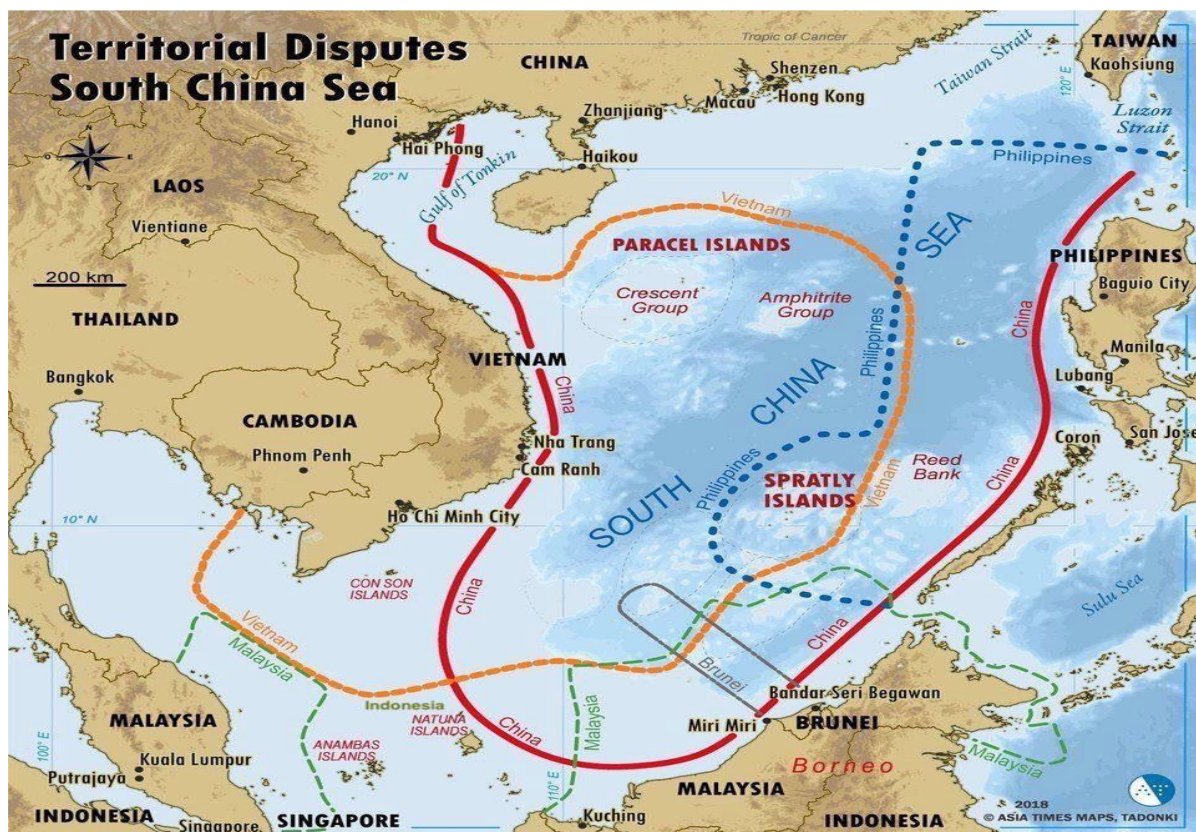 Territorial Disputes
South China Sea
Tropic of Cancer
TAIWAN
Kaohsiung
CHINA
Taiwan Strait
120° E
Shenzen
Macau
Hong Kong
Zhanjiang
Luzon
Strait
Hanoi
Hai Phong
N
O
E
S
Haikou
Philippines
20° N
Gulf of Tonkin
LAOS
Vientiane
Vietnam
PARACEL ISLANDS
SEA
PHILIPPINES
Baguio City
200 km
Crescent
Group
Amphitrite
Group
China
THAILAND
VIETNAM
Philippines
Manila
Bangkok
China
CHINA
Lubang
CAMBODIA
Nha Trang
Cam Ranh
Coron
San Jose
Phnom Penh
Philippines
SPRATLY
ISLANDS
Reed
Bank
Vietnam
China
SOUTH
Ho Chi Minh City
10° N
CON SON
ISLANDS
China
Sulu Sea
Vietnam
Malaysia
China
Brunei
Bandar Seri Begawan
Indonesia
NATUNA
ISLANDS
MALAYSIA
Miri Miri
BRUNEI
China
Malaysia
ANAMBAS
ISLANDS
100° E
Kuala Lumpur
Putrajaya
Malaysia
Borneo
110° E
MALAYSIA
INDONESIA
Singapore
SINGAPORE
Kuching
INDONESIA
2018
© ASIA TIMES MAPS, TADONKI